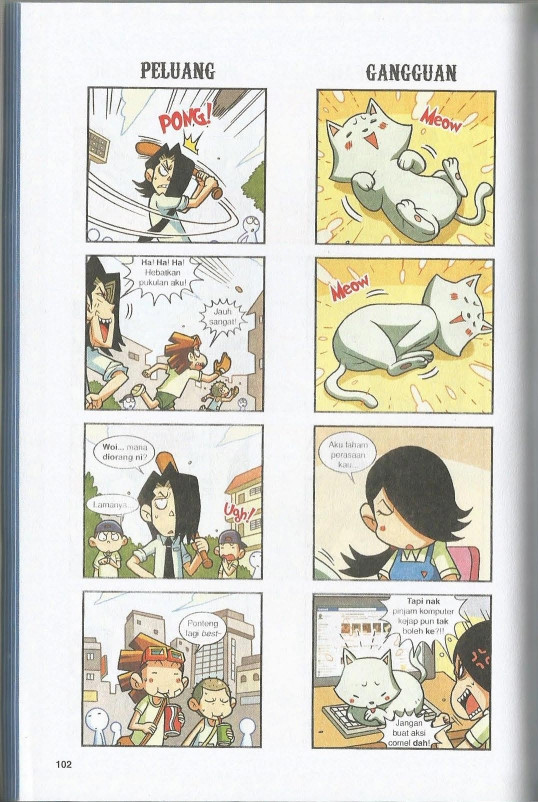 PELUANG
PONG!
Ha! Ha! Ha!
Hebatkan
pukulan aku!
Jauh
sangat!
Woi... mana
diorang ni?
Lamanya...
Ugh!
Ponteng
lagi best~
GANGGUAN
Meow
Meow
Aku faham
perasaan
kau...
Tapi nak
pinjam komputer
kejap pun tak
boleh ke?!!
Jangan
buat aksi
comel dah!
102